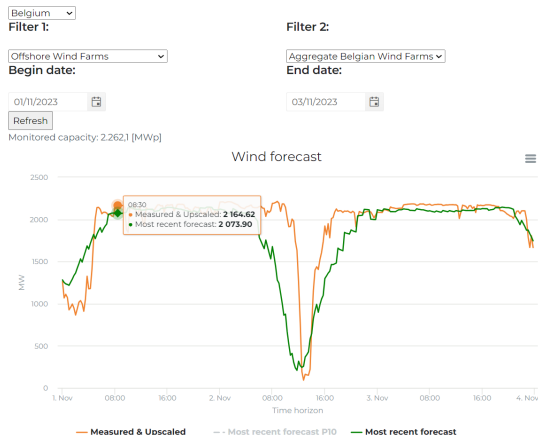 Belgium
Filter 1:
Filter 2:
Offshore Wind Farms
Aggregate Belgian Wind Farms
Begin date:
End date:
01/11/2023
03/11/2023
Refresh
Monitored capacity: 2.262,1 [MWp]
Wind forecast
2500
2000
1500
1000
500
0
MW
08:30
Measured & Upscaled: 2 164.62
Most recent forecast: 2 073.90
1. Nov 08:00 16:00 2. Nov 08:00 16:00 3. Nov 08:00 16:00 4. Nov
Time horizon
Measured & Upscaled Most recent forecast P10 Most recent forecast